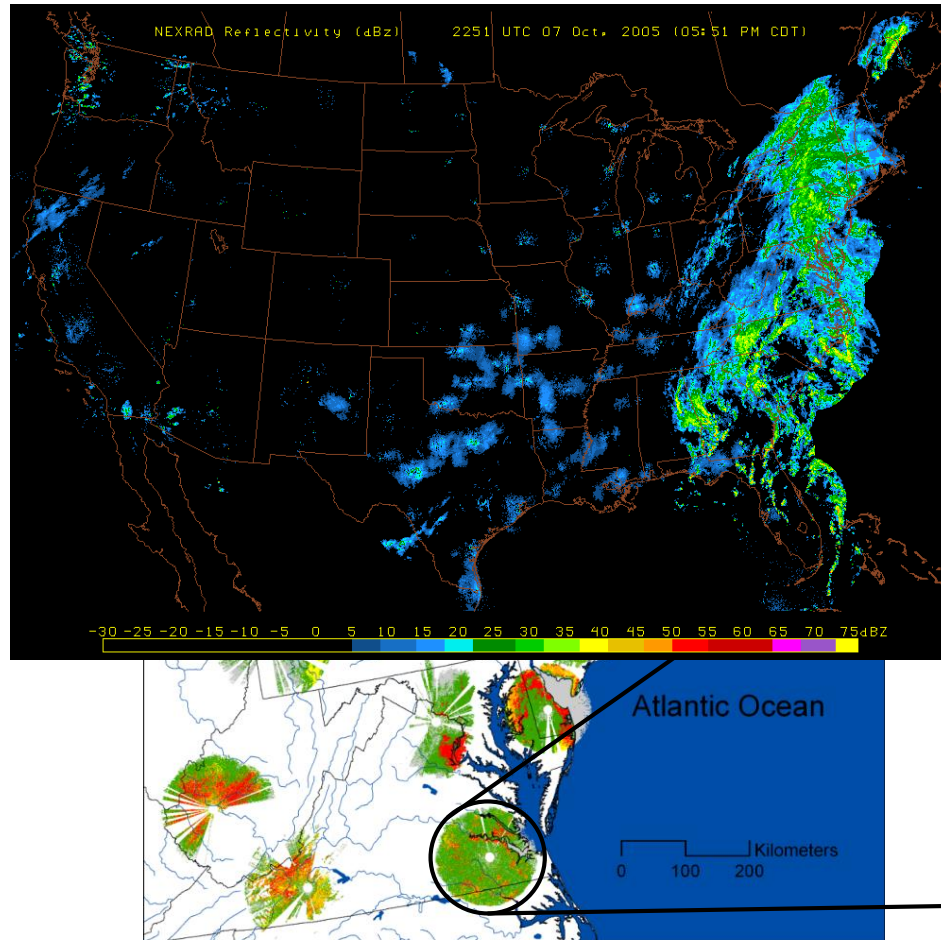 NEXRAD Reflectivity (dBz) 2251 UTC 07 Oct, 2005 (05:51 PM CDT)
-30 -25 -20 -15 -10 -5 0 5 10 15 20 25 30 35 40 45 50 55 60 65 70 75dBZ
Atlantic Ocean
Kilometers
0 100 200